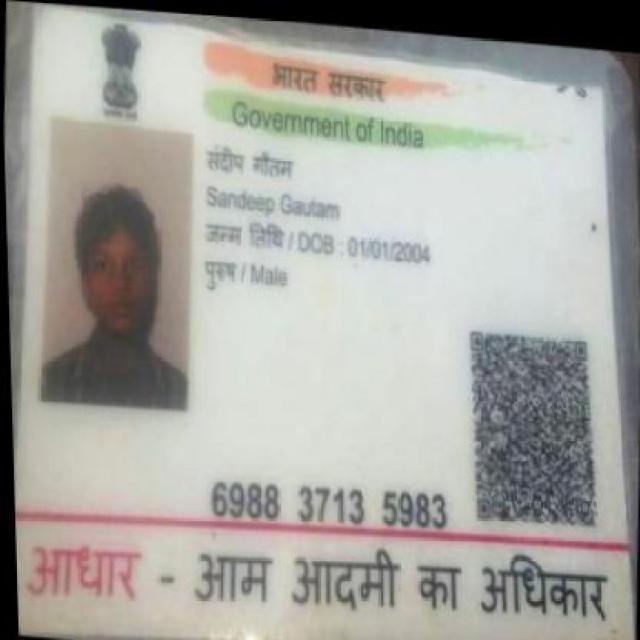 भारत सरकार
Government of India
संदीप गौतम
Sandeep Gautam
जन्म तिथि / DOB : 01/01/2004
पुरुष / Male
6988 3713 5983
आधार - आम आदमी का अधिकार